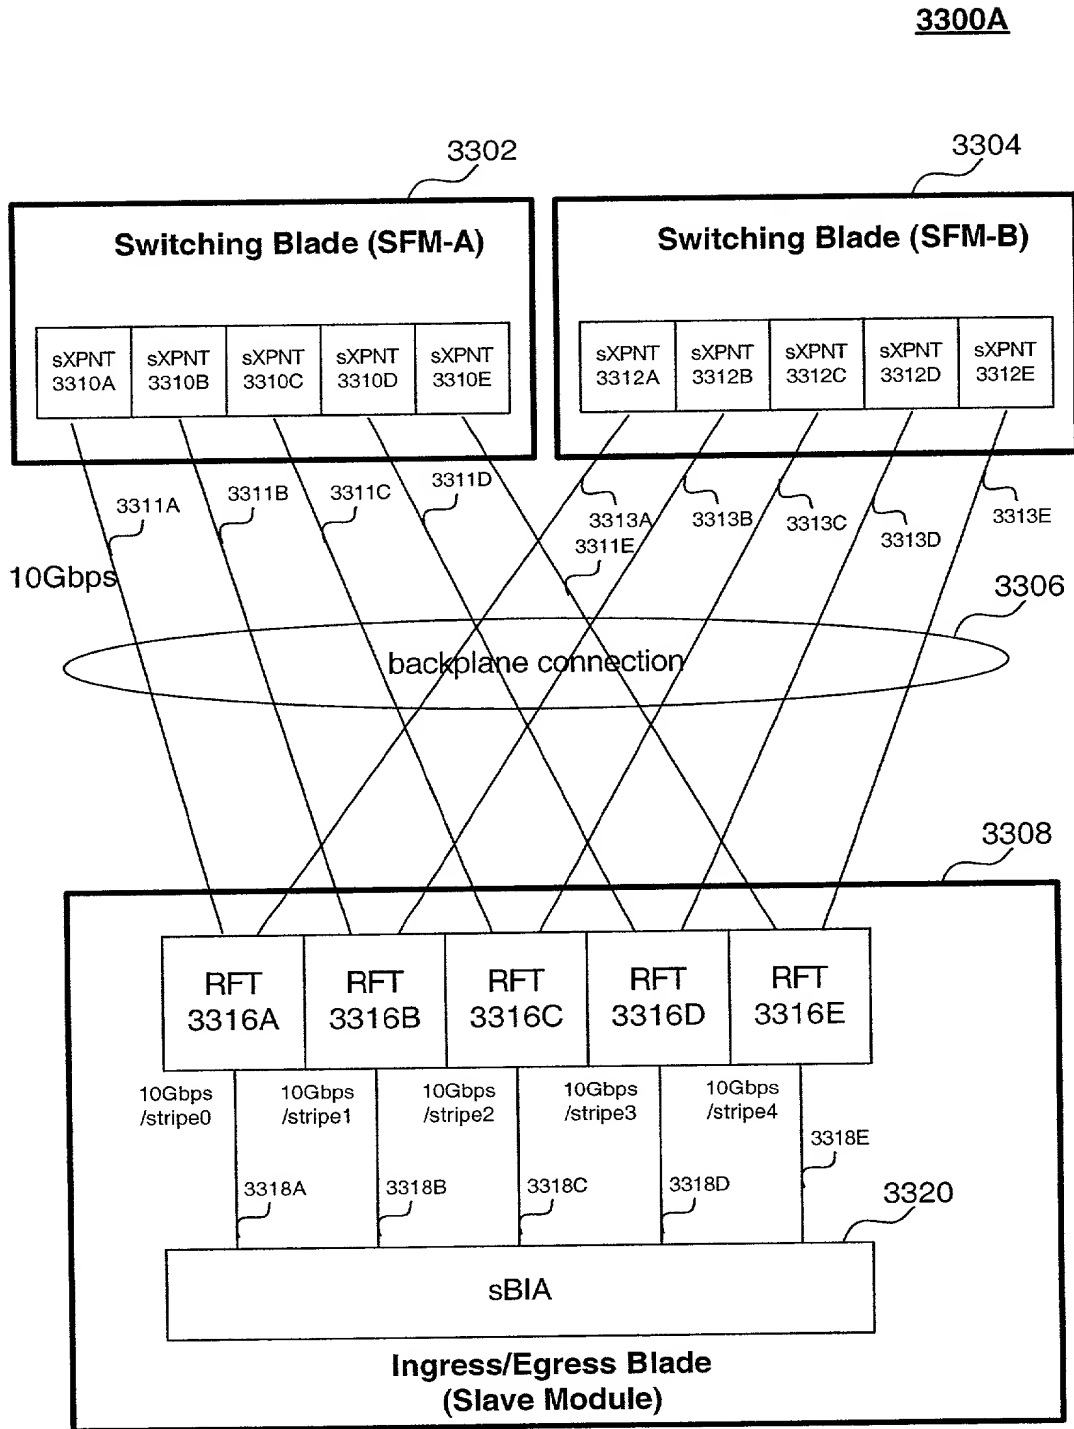 3300A
3302
3304
Switching Blade (SFM-A)
Switching Blade (SFM-B)
sXPNT
3310A
sXPNT
3310B
sXPNT
3310C
sXPNT
3310D
sXPNT
3310E
sXPNT
3312A
sXPNT
3312B
sXPNT
3312C
sXPNT
3312D
sXPNT
3312E
3311A
3311B
3311C
3311D
3313A
3311E
3313B
3313C
3313D
3313E
10Gbps
3306
backplane connection
3308
RFT
3316A
RFT
3316B
RFT
3316C
RFT
3316D
RFT
3316E
10Gbps
/stripe0
10Gbps
/stripe1
10Gbps
/stripe2
10Gbps
/stripe3
10Gbps
/stripe4
3318A
3318B
3318C
3318D
3318E
3320
sBIA
Ingress/Egress Blade
(Slave Module)